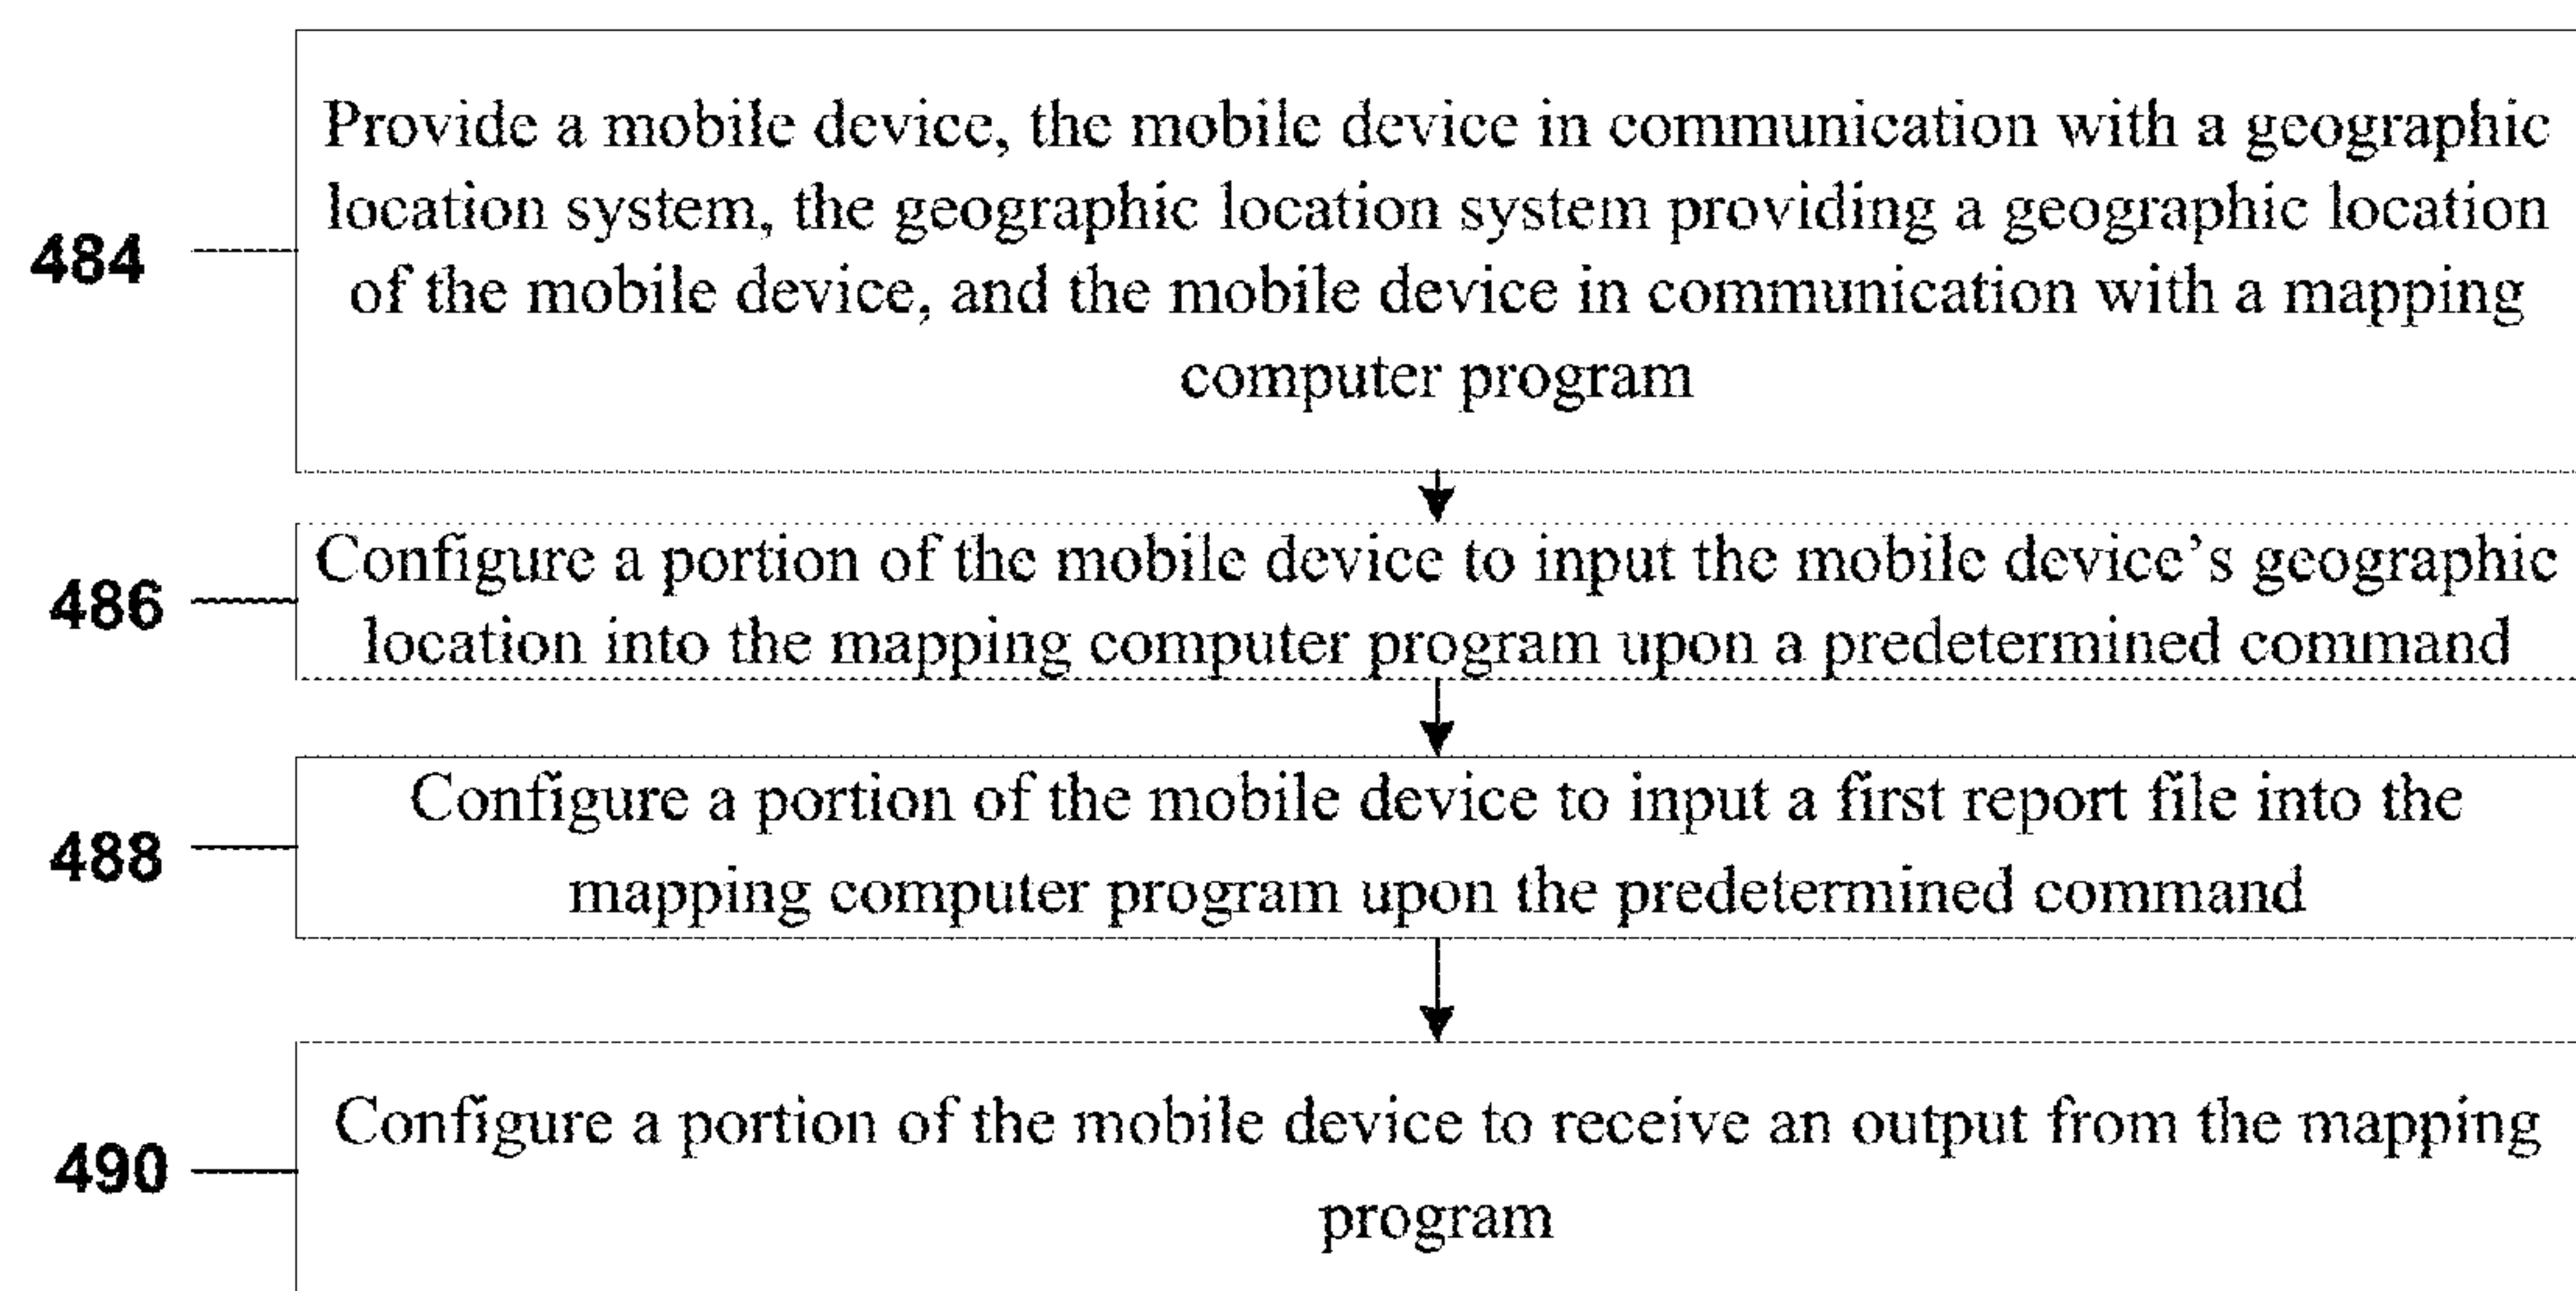 Provide a mobile device, the mobile device in communication with a geographic
location system, the geographic location system providing a geographic location
484
of the mobile device, and the mobile device in communication with a mapping
computer program
Configure a portion of the mobile device to input the mobile device's geographic
486
location into the mapping computer program upon a predetermined command
Configure a portion of the mobile device to input a first report file into the
488
mapping computer program upon the predetermined command
Configure a portion of the mobile device to receive an output from the mapping
490
program